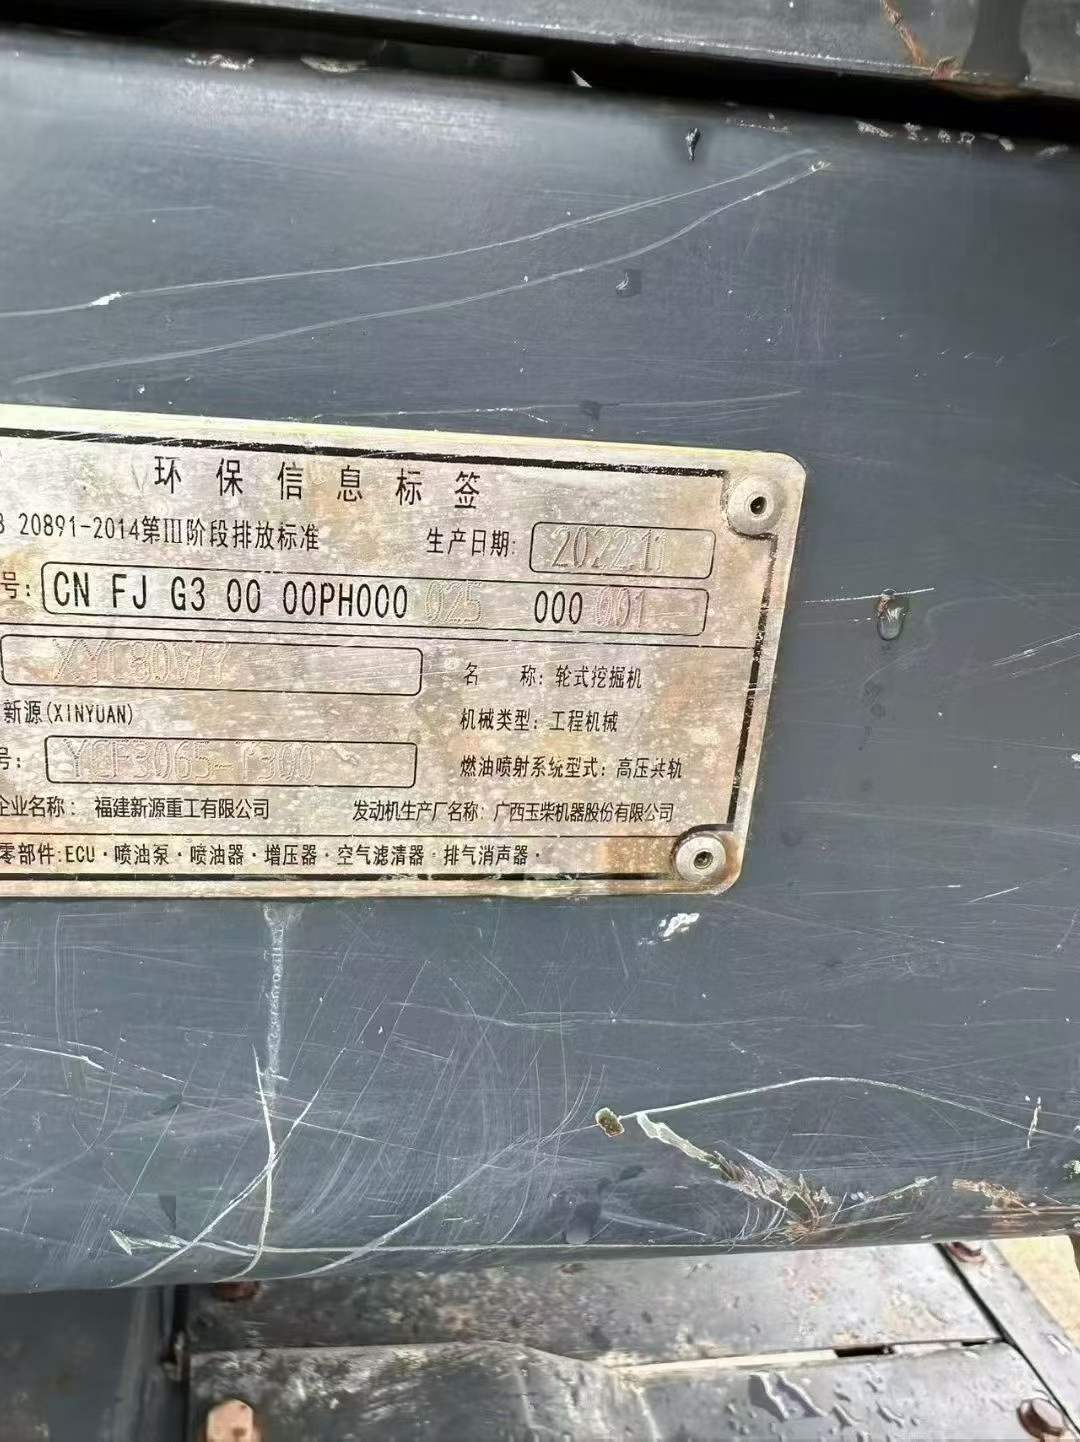 环保信息标签
20891-2014第III阶段排放标准 生产日期: 2022.11
号: CN FJ G3 00 00PH000 025 000 001
XYC80WY 名 称: 轮式挖掘机
新源(XINYUAN) 机械类型: 工程机械
号: YCF3065-T300 燃油喷射系统型式: 高压共轨
企业名称: 福建新源重工有限公司 发动机生产厂名称: 广西玉柴机器股份有限公司
零部件:ECU·喷油泵·喷油器·增压器·空气滤清器·排气消声器·